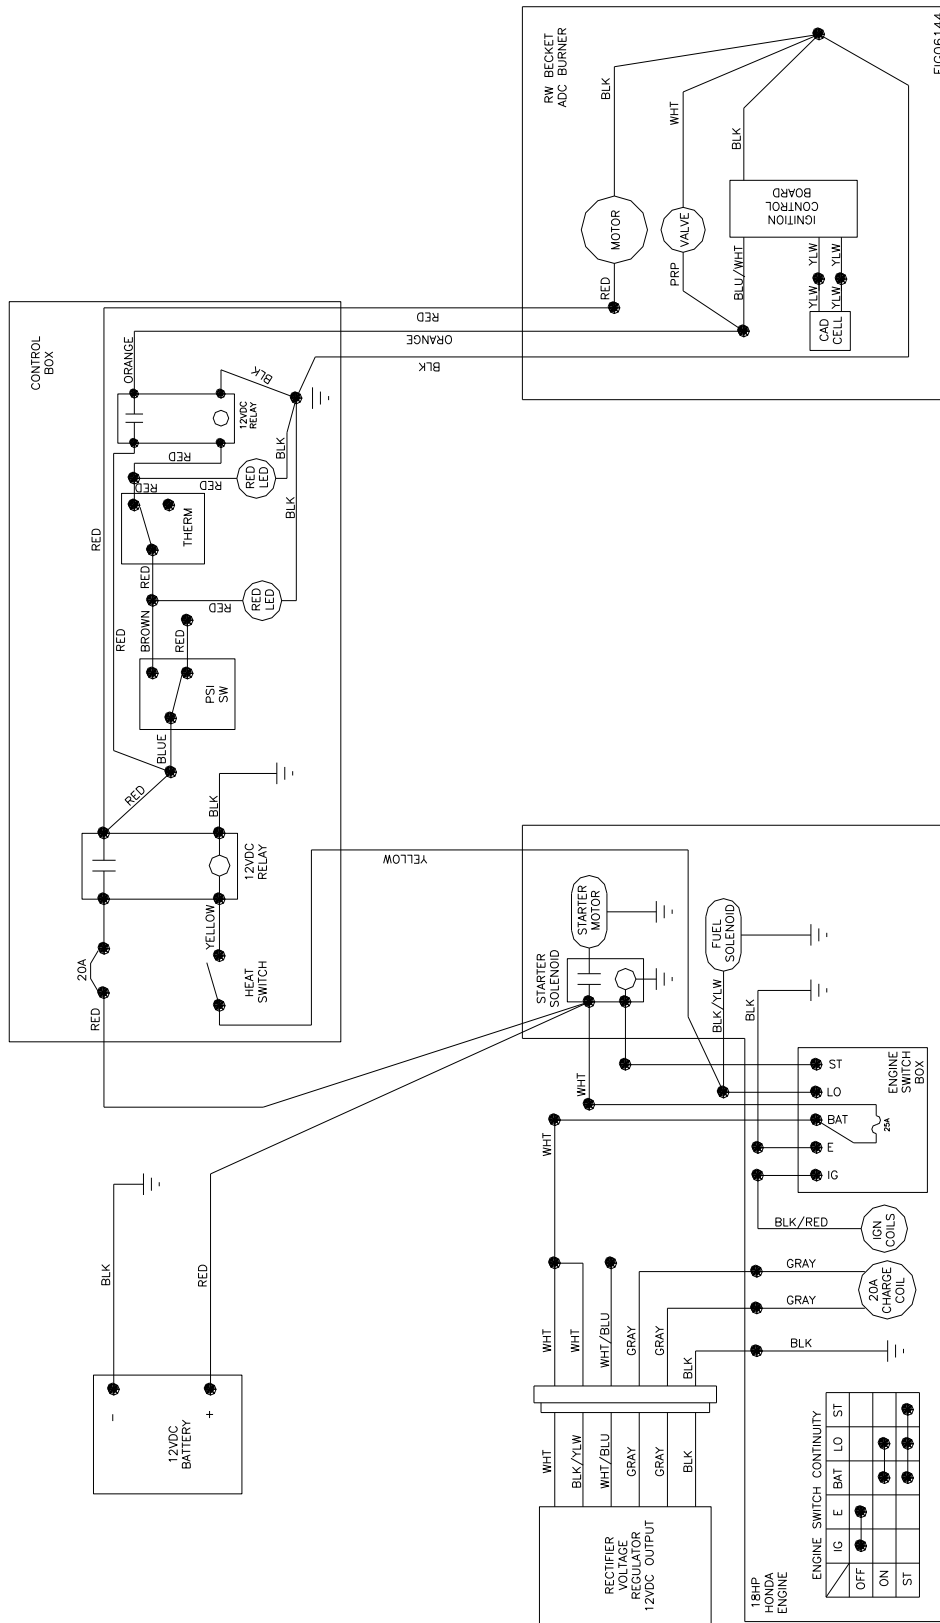 FIG06144
RW BECKET
ADC BURNER
BLK
WHT
BLK
MOTOR
VALVE
IGNITION
CONTROL
BOARD
RED
PRP
BLU/WHT
YLW
YLW
YLW
YLW
CAD
CELL
CONTROL
BOX
RED
ORANGE
BLK
ORANGE
BLK
12VDC
RELAY
RED
RED
RED
RED
LED
BLK
BLK
THERM
RED
RED
RED
BROWN
RED
RED
RED
LED
PSI
SW
BLUE
RED
BLK
12VDC
RELAY
YELLOW
20A
RED
HEAT
SWITCH
YELLOW
STARTER
MOTOR
STARTER
SOLENOID
FUEL
SOLENOID
BLK/YLW
BLK
WHT
WHT
ST
LO
BAT
E
IG
25A
ENGINE
SWITCH
BOX
BLK
RED
-
+
12VDC
BATTERY
BLK/RED
IGN
COILS
GRAY
GRAY
20A
CHARGE
COIL
BLK
WHT
WHT
WHT/BLU
GRAY
GRAY
BLK
WHT
BLK/YLW
WHT/BLU
GRAY
GRAY
BLK
RECTIFIER
VOLTAGE
REGULATOR
12VDC OUTPUT
18HP
HONDA
ENGINE
ENGINE SWITCH CONTINUITY
IG E BAT LO ST
OFF
ON
ST